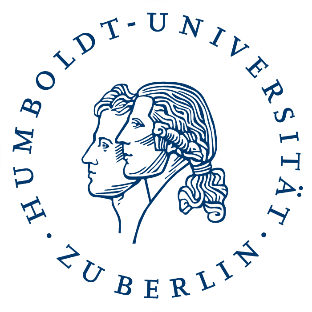 HUMBOLDT-UNIVERSITÄT
· ZU BERLIN ·